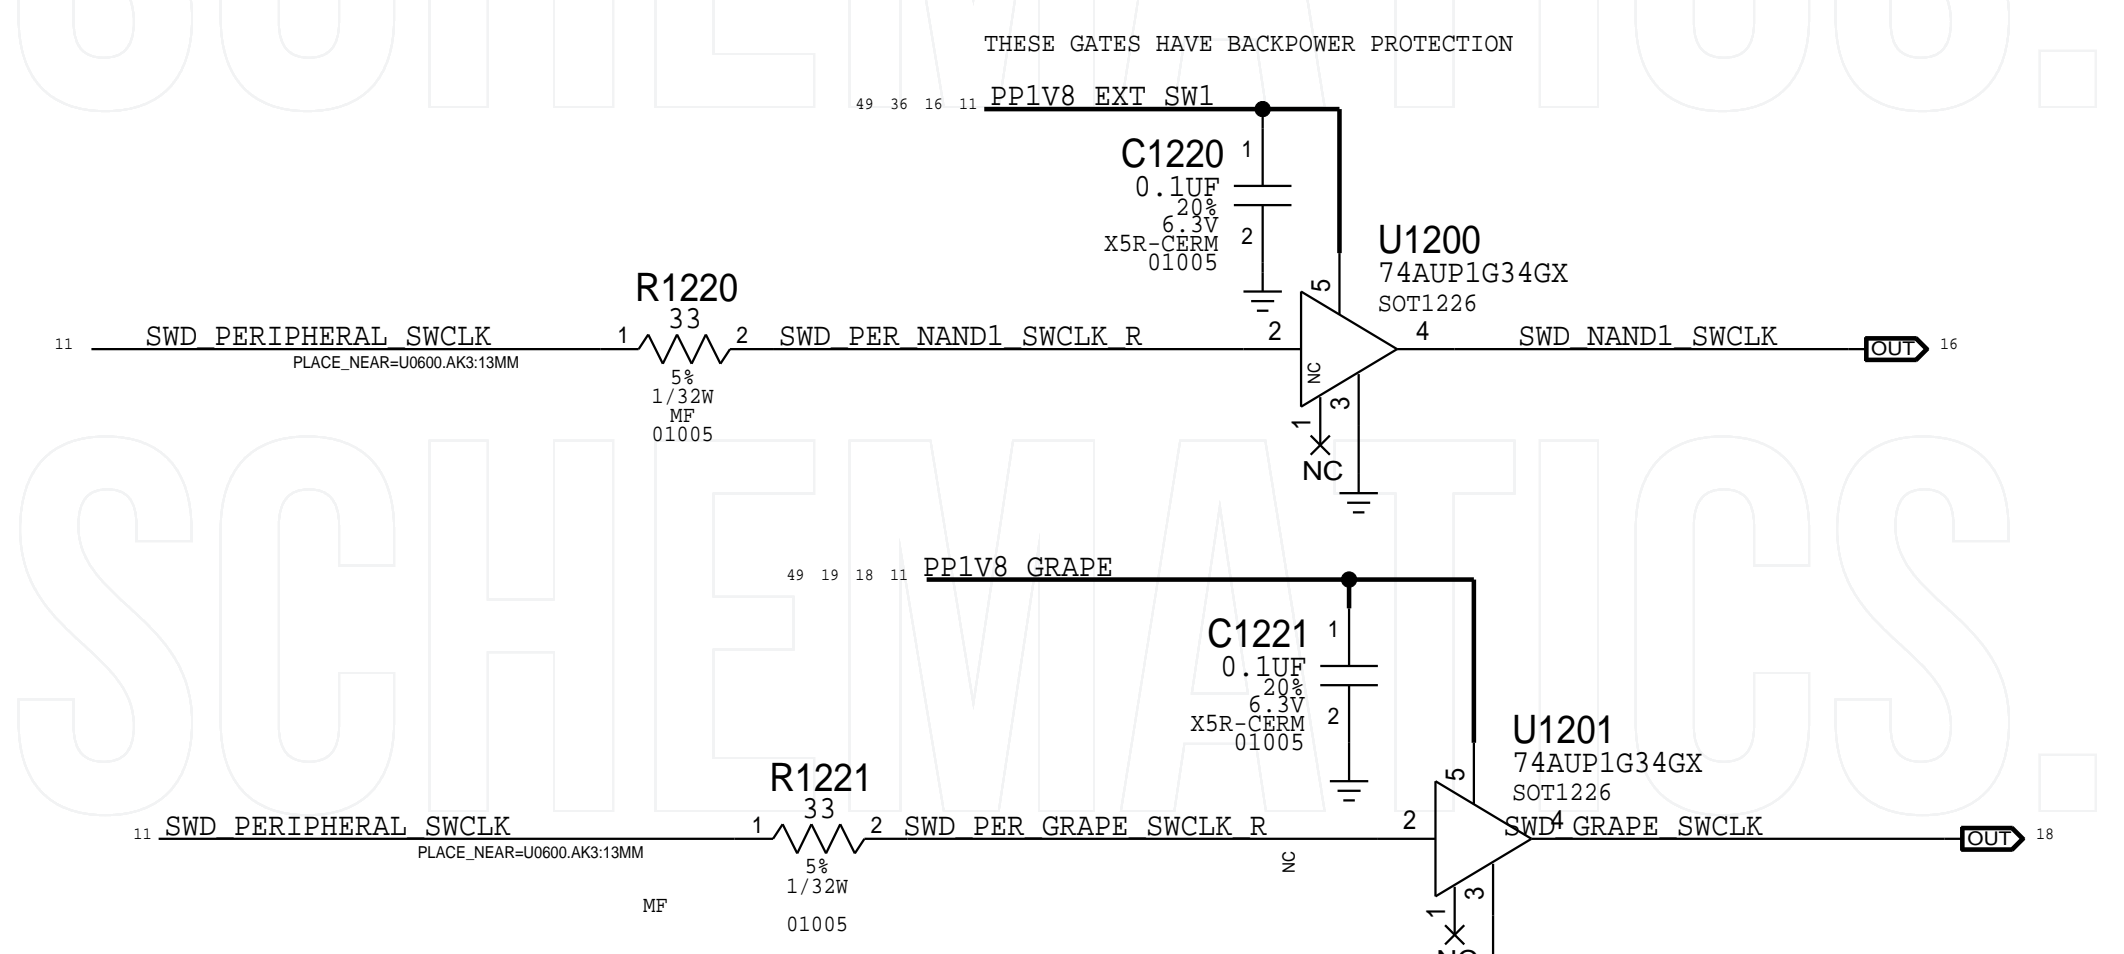 THESE GATES HAVE BACKPOWER PROTECTION
49 36 16 11 PP1V8_EXT_SW1
C1220 1
0.1UF
20%
6.3V
X5R-CERM
01005
2
U1200
74AUP1G34GX
SOT1226
5
R1220
33
11 SWD_PERIPHERAL_SWCLK 1 2 SWD_PER_NAND1_SWCLK_R 2 4 SWD_NAND1_SWCLK OUT 16
PLACE_NEAR=U0600.AK3:13MM
5%
1/32W
MF
01005
NC
1 3
NC
49 19 18 11 PP1V8_GRAPE
C1221 1
0.1UF
20%
6.3V
X5R-CERM
01005
2
U1201
74AUP1G34GX
SOT1226
5
R1221
33
11 SWD_PERIPHERAL_SWCLK 1 2 SWD_PER_GRAPE_SWCLK_R 2 4 SWD_GRAPE_SWCLK OUT 18
PLACE_NEAR=U0600.AK3:13MM
5%
1/32W
MF
01005
NC
1 3
NC
SCHEMATICS.
SCHEMATICS.